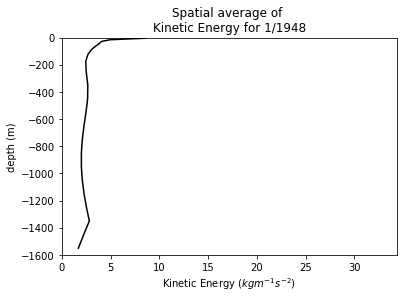 Spatial average of
Kinetic Energy for 1/1948
0
−200
−400
−600
−800
−1000
−1200
−1400
−1600
depth (m)
0 5 10 15 20 25 30
Kinetic Energy (kgm⁻¹s⁻²)